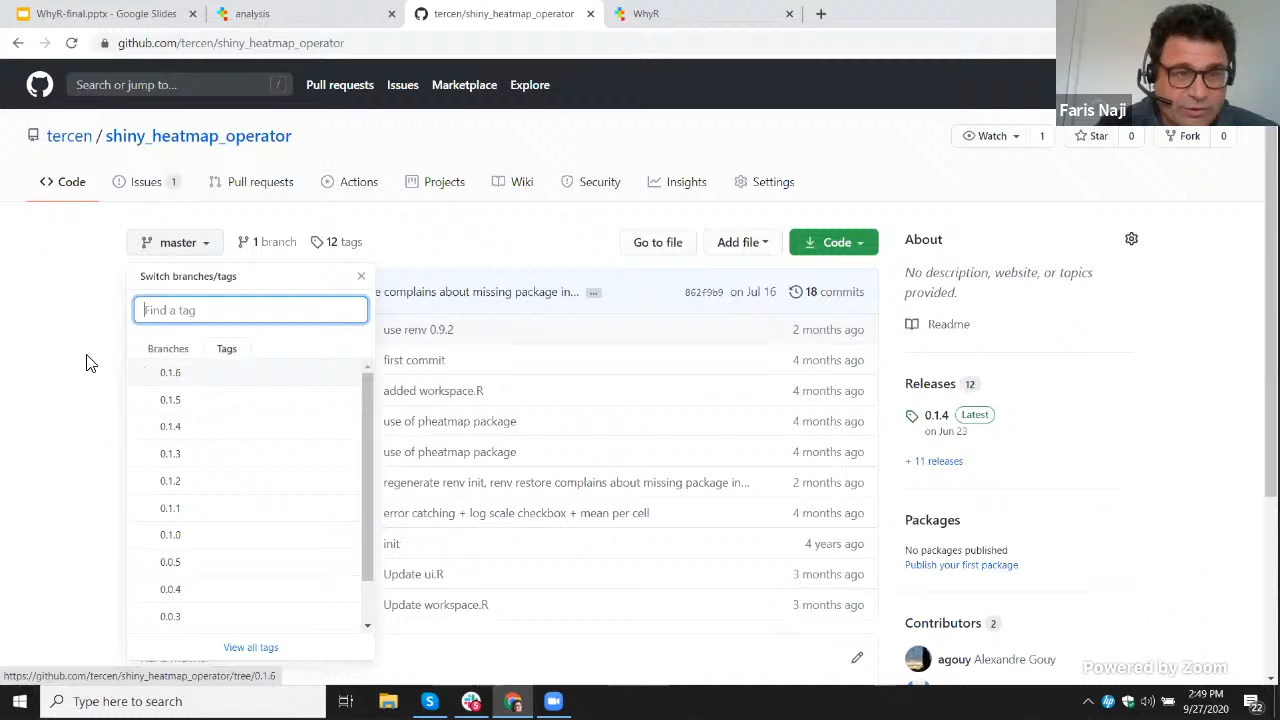 WhyR-final.pptx - Google Slides
analysis
tercen/shiny_heatmap_operator
WhyR
github.com/tercen/shiny_heatmap_operator
Faris Naji
Search or jump to...
/
Pull requests
Issues
Marketplace
Explore
tercen / shiny_heatmap_operator
Watch
1
Star
0
Fork
0
Code
Issues 1
Pull requests
Actions
Projects
Wiki
Security
Insights
Settings
master
1 branch
12 tags
Go to file
Add file
Code
About
No description, website, or topics
provided.
Readme
Switch branches/tags
Find a tag
Branches
Tags
0.1.6
0.1.5
0.1.4
0.1.3
0.1.2
0.1.1
0.1.0
0.0.5
0.0.4
0.0.3
View all tags
complains about missing package in... ...
862f9b9 on Jul 16
18 commits
use renv 0.9.2
2 months ago
first commit
4 months ago
added workspace.R
4 months ago
use of pheatmap package
4 months ago
use of pheatmap package
4 months ago
regenerate renv init, renv restore complains about missing package in...
2 months ago
error catching + log scale checkbox + mean per cell
4 months ago
init
4 years ago
Update ui.R
3 months ago
Update workspace.R
3 months ago
Releases 12
0.1.4 Latest
on Jun 23
+ 11 releases
Packages
No packages published
Publish your first package
Contributors 2
agouy Alexandre Gouy
Powered by Zoom
https://github.com/tercen/shiny_heatmap_operator/tree/0.1.6
Type here to search
2:49 PM
9/27/2020
22